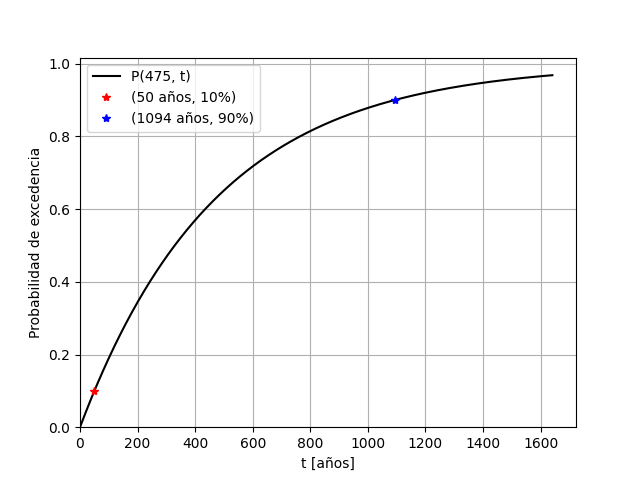 P(475, t)
(50 años, 10%)
(1094 años, 90%)
Probabilidad de excedencia
1.0
0.8
0.6
0.4
0.2
0.0
0 200 400 600 800 1000 1200 1400 1600
t [años]